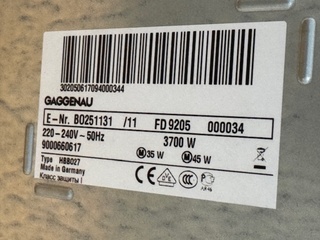 302050617094000344
GAGGENAU
E-Nr. BO251131 /11 FD 9205 000034
220-240V~ 50Hz 3700 W
9000660617 M 35 W M 45 W
Type HBB027
Made in Germany
Класс защиты I